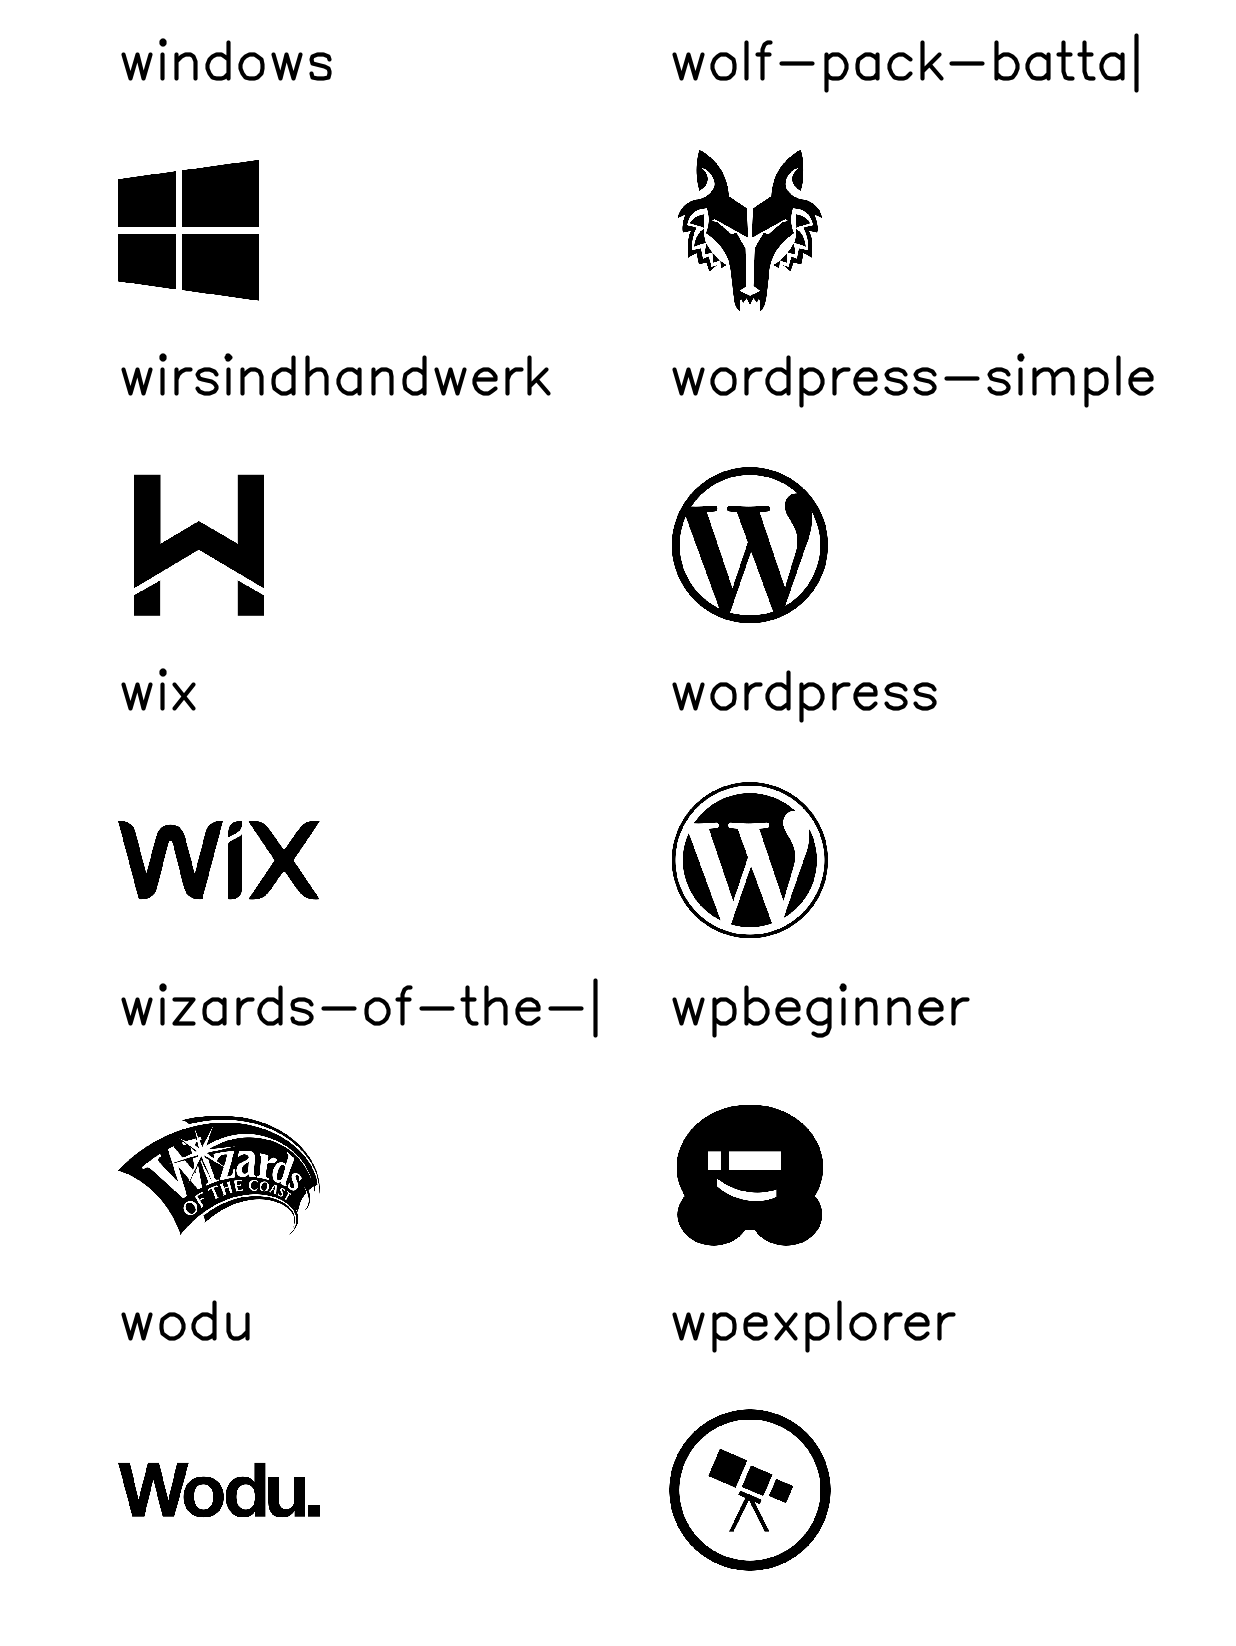 windows
wolf-pack-batta|
wirsindhandwerk
wordpress-simple
W
wix
wordpress
WiX
W
wizards-of-the-|
wpbeginner
Wizards
OF THE COAST
wodu
wpexplorer
Wodu.